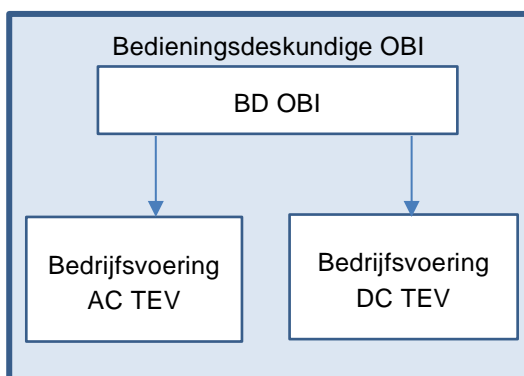 Bedieningsdeskundige OBI
BD OBI
Bedrijfsvoering
AC TEV
Bedrijfsvoering
DC TEV